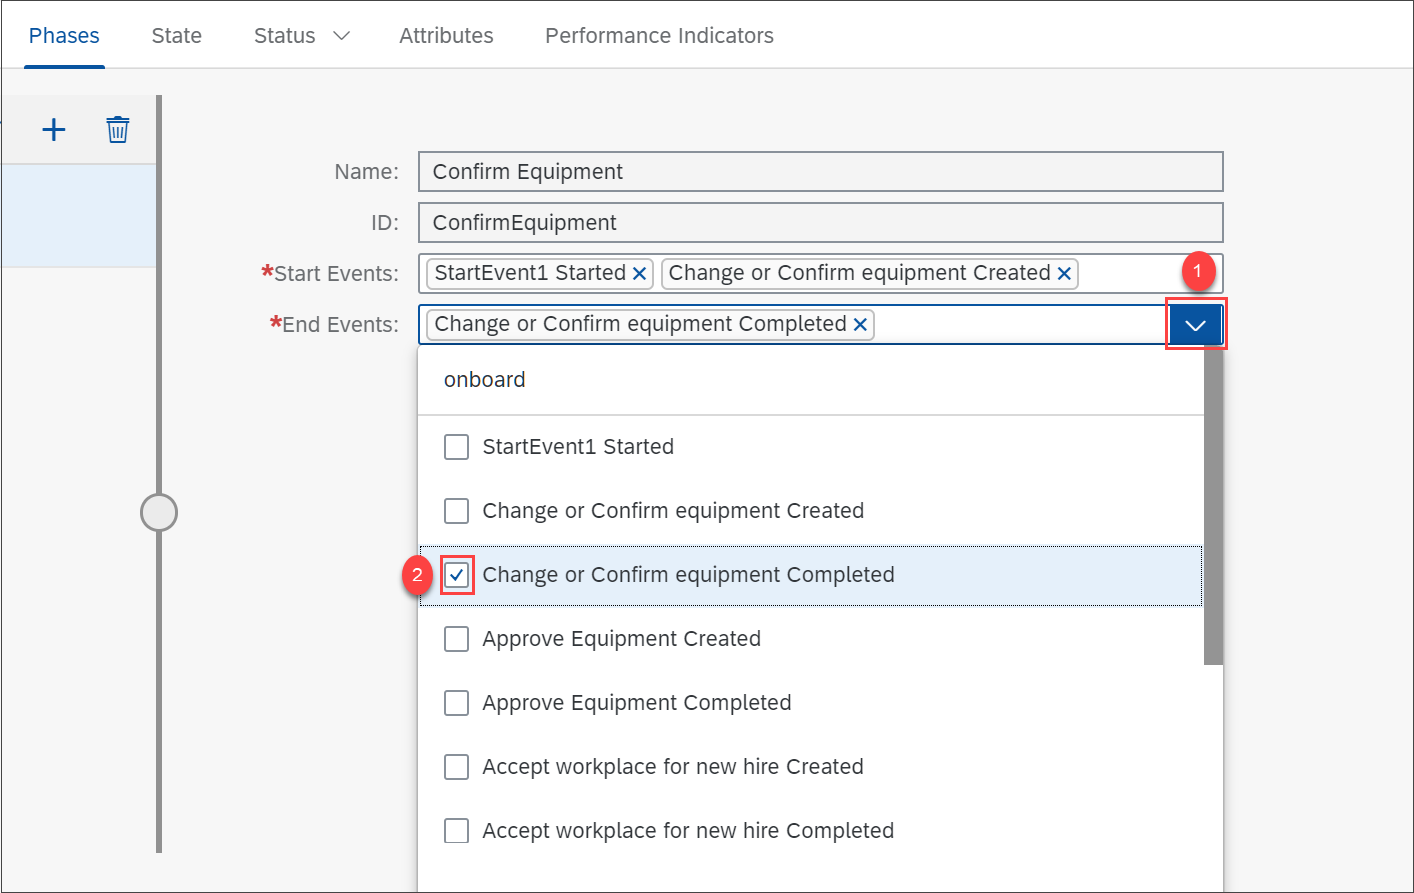 Phases State Status Attributes Performance Indicators
Name: Confirm Equipment
ID: ConfirmEquipment
*Start Events: StartEvent1 Started Change or Confirm equipment Created 1
*End Events: Change or Confirm equipment Completed
onboard
StartEvent1 Started
Change or Confirm equipment Created
2 Change or Confirm equipment Completed
Approve Equipment Created
Approve Equipment Completed
Accept workplace for new hire Created
Accept workplace for new hire Completed